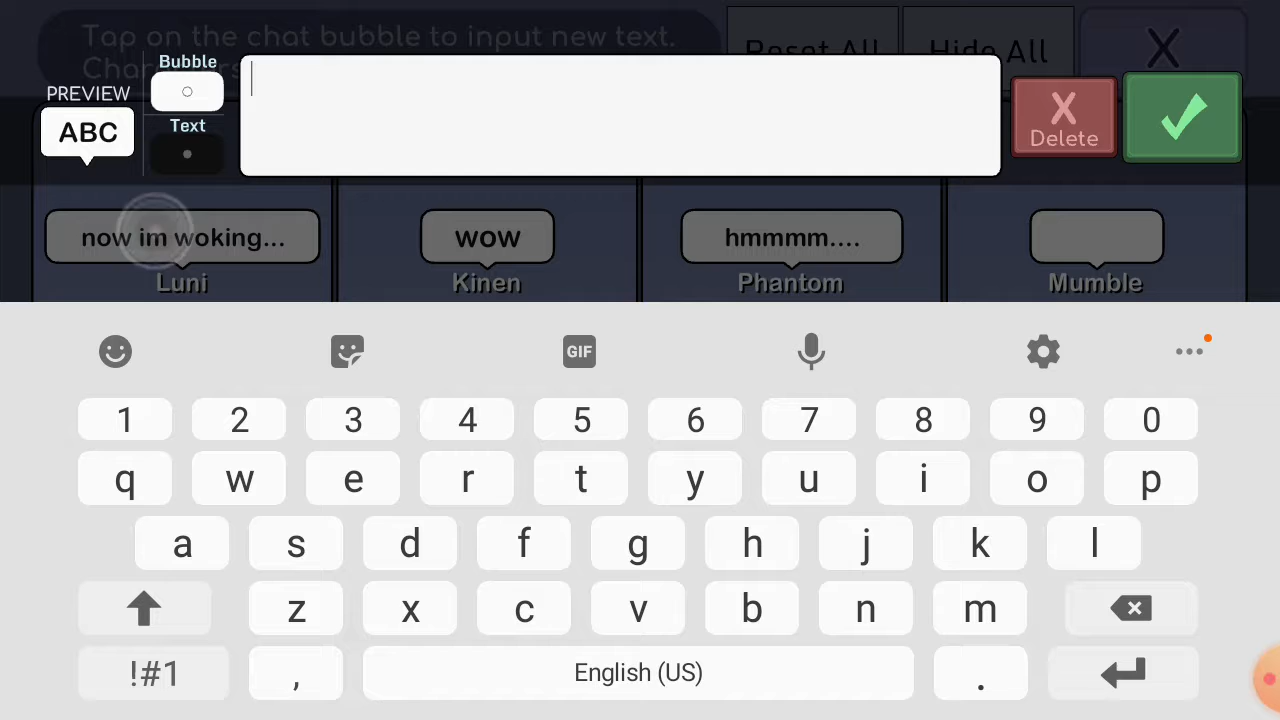 Tap on the chat bubble to input new text.
Reset All
Hide All
X
Bubble
PREVIEW
ABC
Text
X
Delete
now im woking...
wow
hmmmm....
Luni
Kinen
Phantom
Mumble
GIF
1 2 3 4 5 6 7 8 9 0
q w e r t y u i o p
a s d f g h j k l
z x c v b n m
!#1 , English (US) .